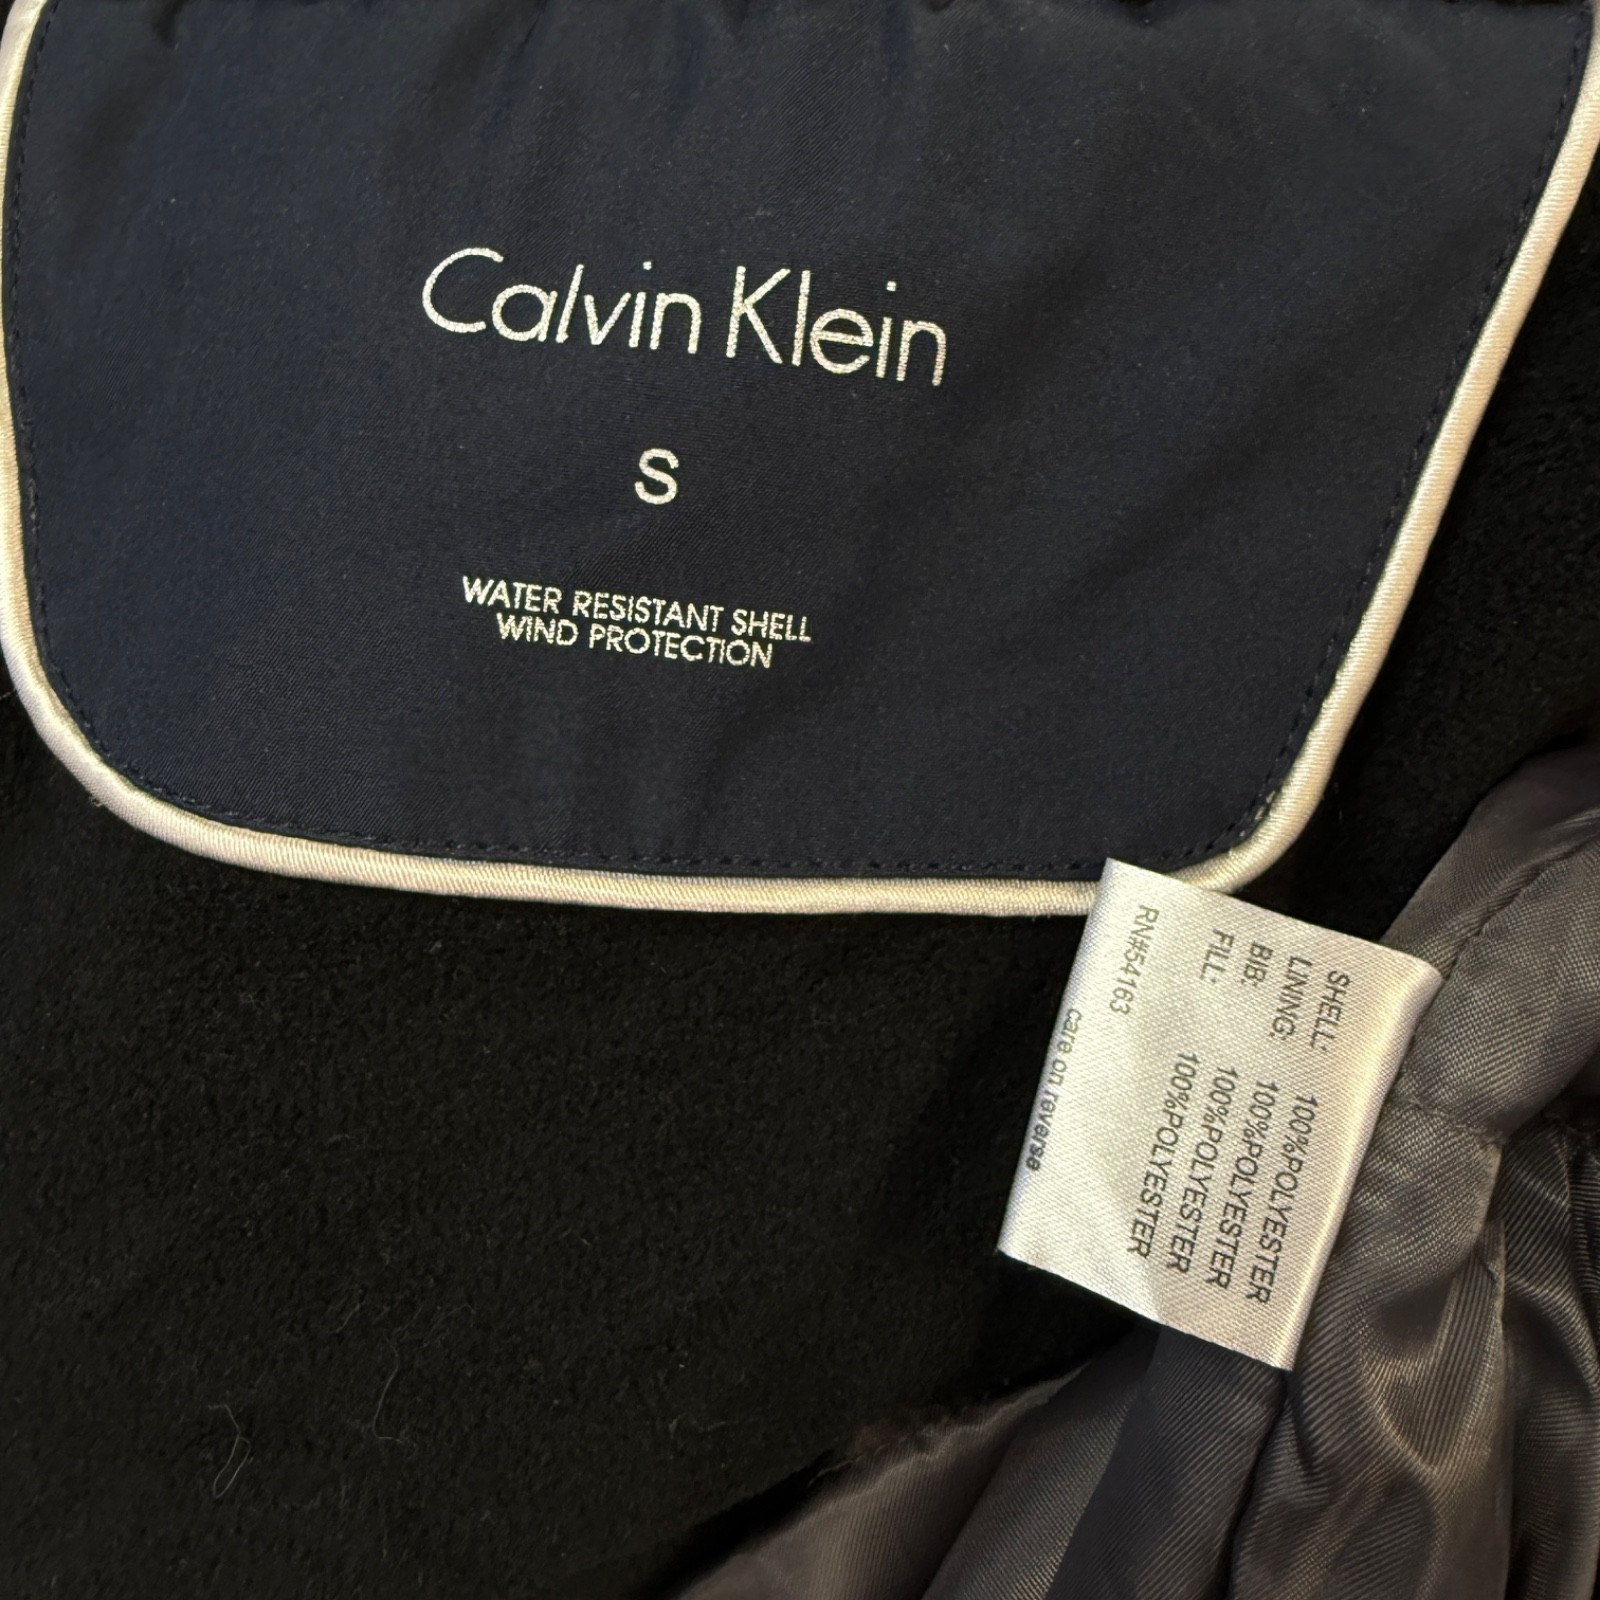 Calvin Klein
S
WATER RESISTANT SHELL
WIND PROTECTION
SHELL: 100%POLYESTER
LINING: 100%POLYESTER
BIB: 100%POLYESTER
FILL: 100%POLYESTER
RN#54163
care on reverse